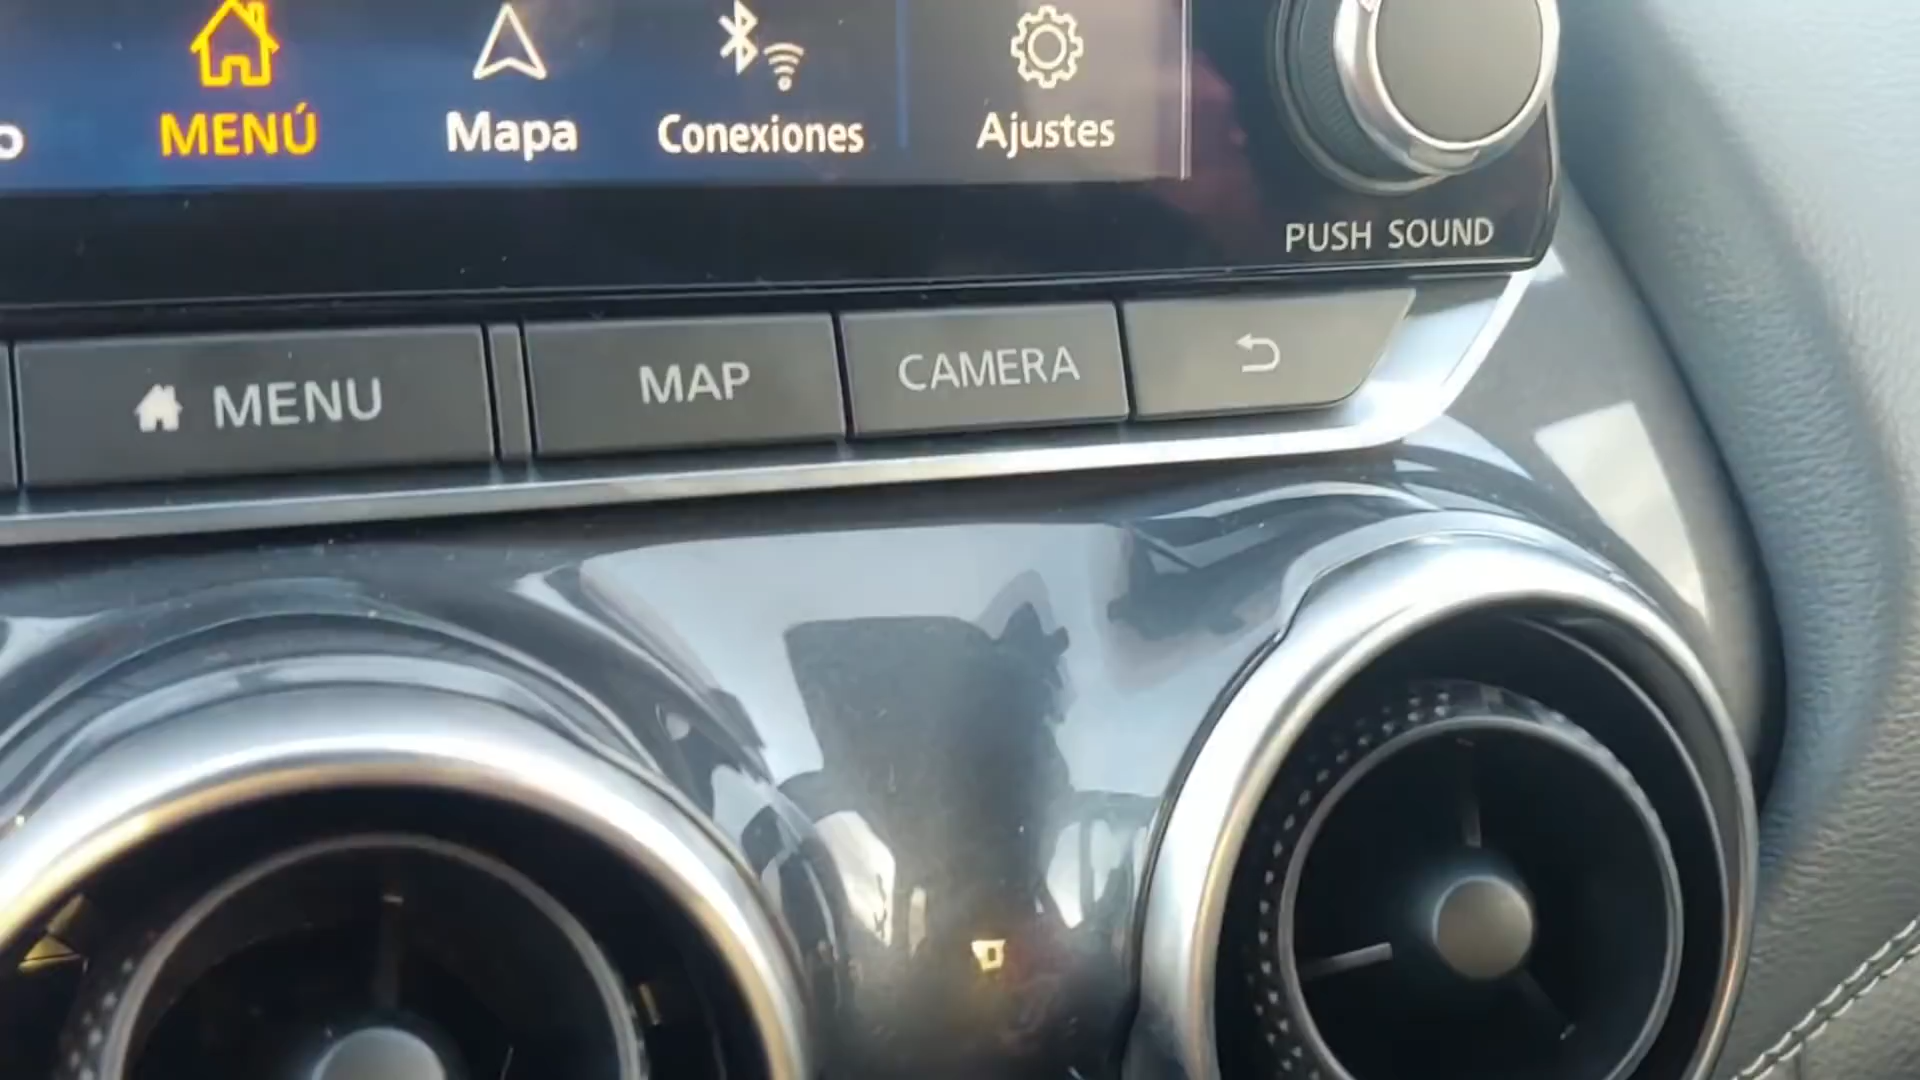 MENÚ
Mapa
Conexiones
Ajustes
PUSH SOUND
MENU
MAP
CAMERA